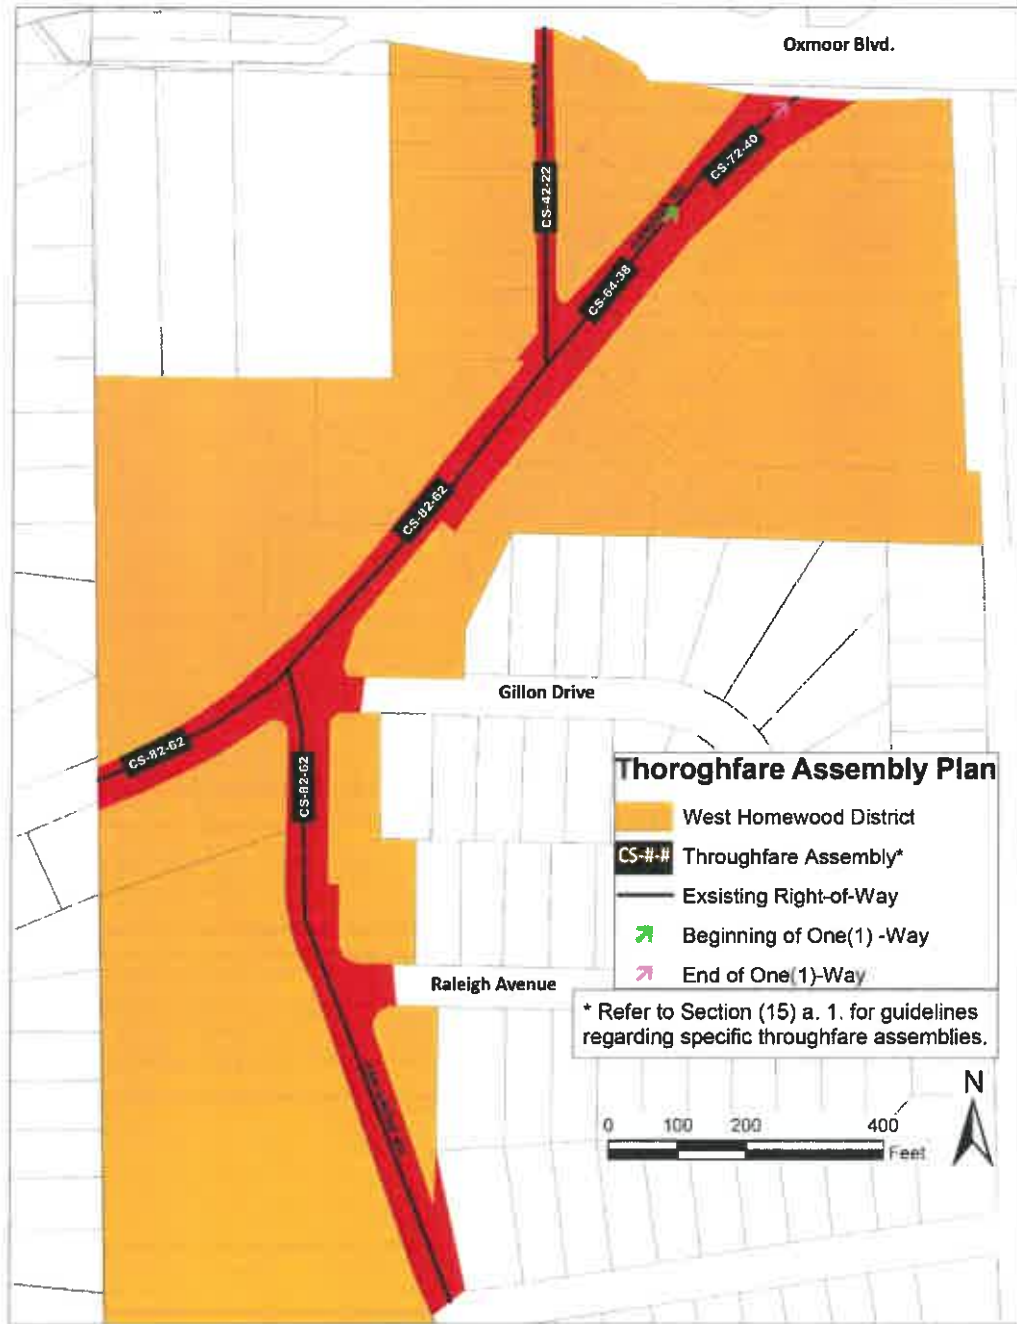 Oxmoor Blvd.
CS-72-40
CS-42-22
CS-64-38
CS-82-62
Gillon Drive
CS-82-62
CS-82-62
Thoroghfare Assembly Plan
West Homewood District
CS-#-# Throughfare Assembly*
Exsisting Right-of-Way
Beginning of One(1) -Way
End of One(1)-Way
Raleigh Avenue
* Refer to Section (15) a. 1. for guidelines
regarding specific throughfare assemblies.
N
0 100 200 400
Feet